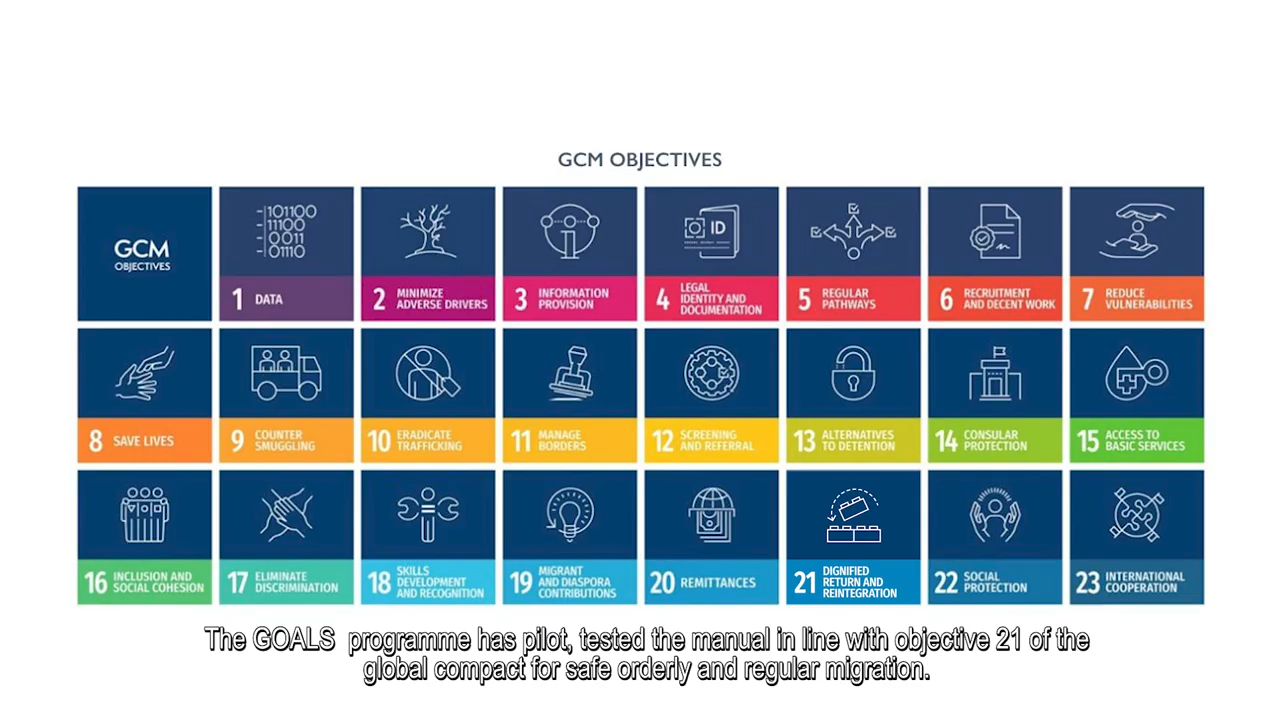 GCM OBJECTIVES
GCM
OBJECTIVES
101100
11100
0011
01110
1 DATA
2 MINIMIZE
ADVERSE DRIVERS
3 INFORMATION
PROVISION
ID
4 LEGAL
IDENTITY AND
DOCUMENTATION
5 REGULAR
PATHWAYS
6 RECRUITMENT
AND DECENT WORK
7 REDUCE
VULNERABILITIES
8 SAVE LIVES
9 COUNTER
SMUGGLING
10 ERADICATE
TRAFFICKING
11 MANAGE
BORDERS
12 SCREENING
AND REFERRAL
13 ALTERNATIVES
TO DETENTION
14 CONSULAR
PROTECTION
15 ACCESS TO
BASIC SERVICES
16 INCLUSION AND
SOCIAL COHESION
17 ELIMINATE
DISCRIMINATION
18 SKILLS
DEVELOPMENT
AND RECOGNITION
19 MIGRANT
AND DIASPORA
CONTRIBUTIONS
20 REMITTANCES
21 DIGNIFIED
RETURN AND
REINTEGRATION
22 SOCIAL
PROTECTION
23 INTERNATIONAL
COOPERATION
The GOALS programme has pilot, tested the manual in line with objective 21 of the
global compact for safe orderly and regular migration.